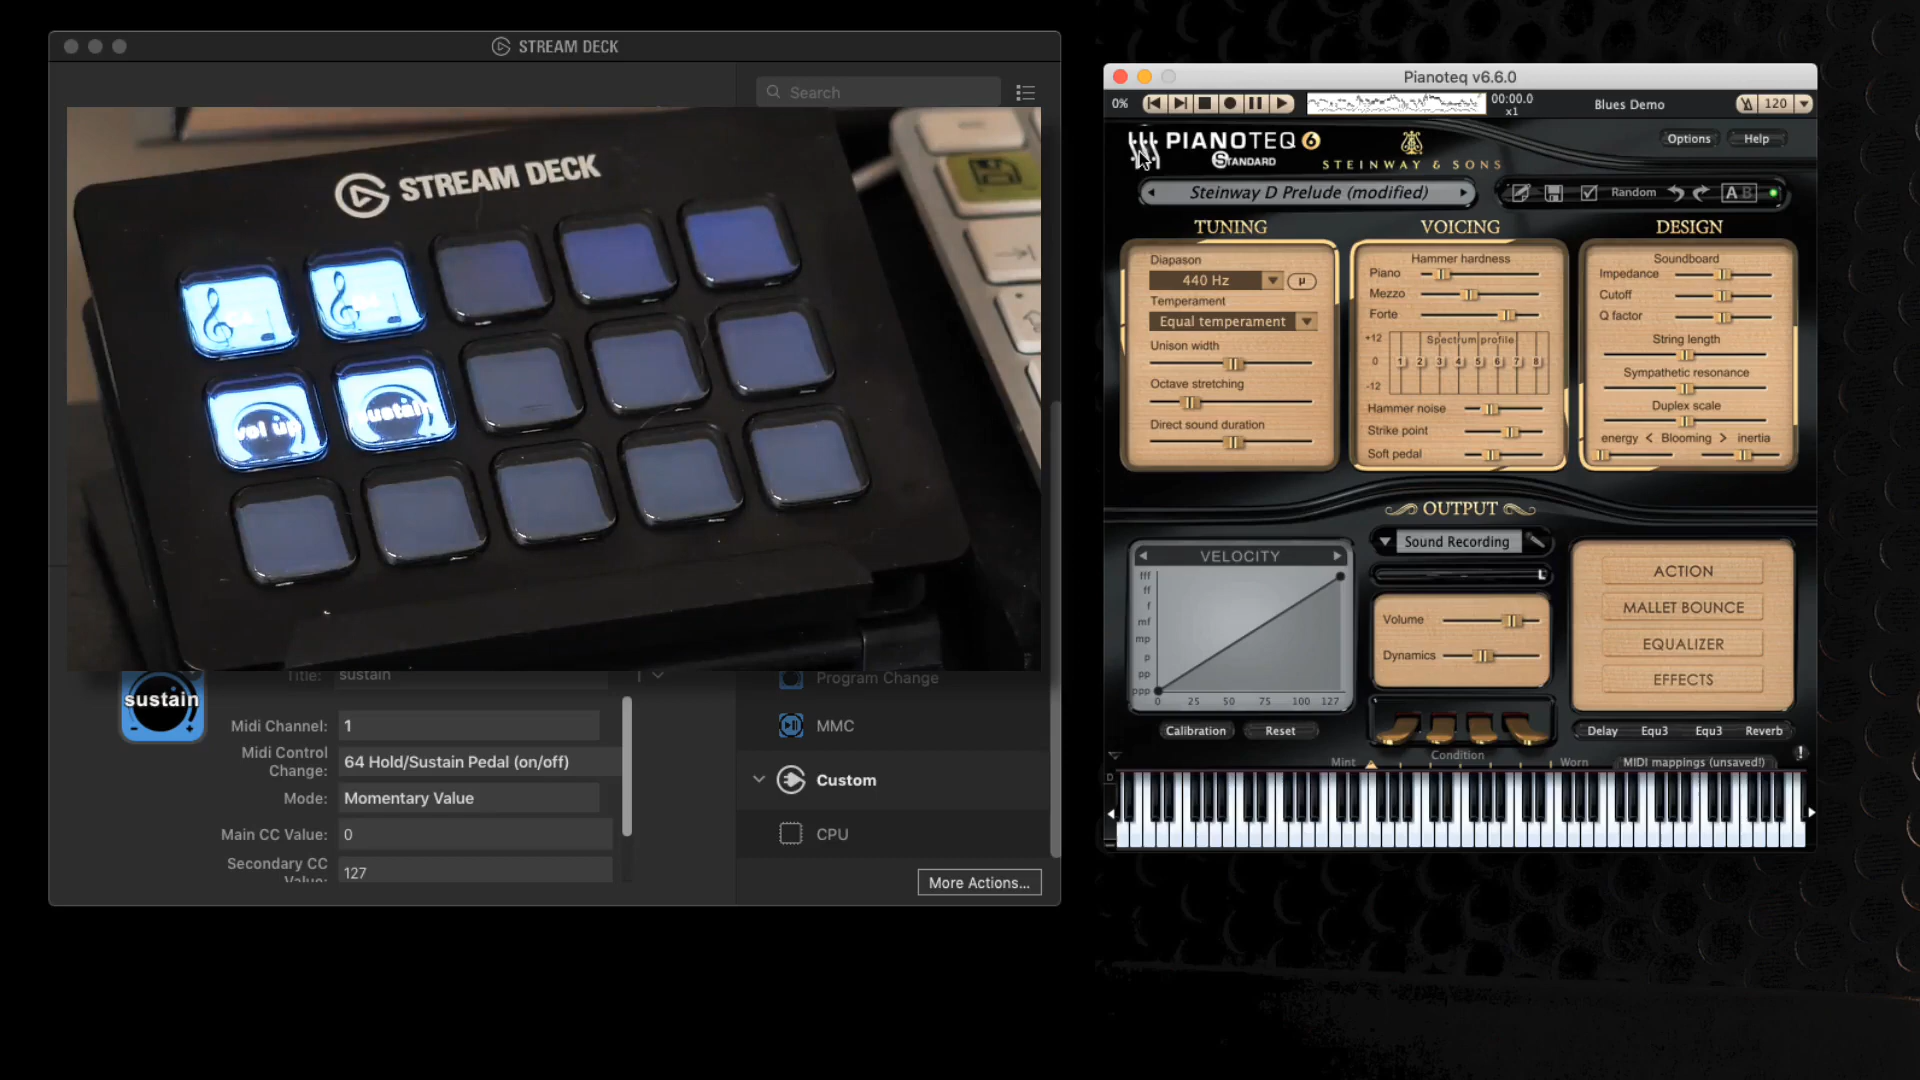 STREAM DECK
Search
STREAM DECK
vol up
sustain
Title: sustain
sustain
Midi Channel: 1
Midi Control
Change: 64 Hold/Sustain Pedal (on/off)
Mode: Momentary Value
Main CC Value: 0
Secondary CC
Value: 127
Program Change
MMC
Custom
CPU
More Actions...
Pianoteq v6.6.0
0%
00:00.0
x1
Blues Demo
120
PIANOTEQ 6
STANDARD
STEINWAY & SONS
Options
Help
Steinway D Prelude (modified)
Random
A B
TUNING
Diapason
440 Hz
µ
Temperament
Equal temperament
Unison width
Octave stretching
Direct sound duration
VOICING
Hammer hardness
Piano
Mezzo
Forte
Spectrum profile
+12
0
-12
1 2 3 4 5 6 7 8
Hammer noise
Strike point
Soft pedal
DESIGN
Soundboard
Impedance
Cutoff
Q factor
String length
Sympathetic resonance
Duplex scale
energy < Blooming > inertia
OUTPUT
VELOCITY
fff
ff
f
mf
mp
p
pp
ppp
0 25 50 75 100 127
Calibration
Reset
Sound Recording
L
Volume
Dynamics
ACTION
MALLET BOUNCE
EQUALIZER
EFFECTS
Delay Equ3 Equ3 Reverb
Mint
Condition
Worn
MIDI mappings (unsaved!)
!
D